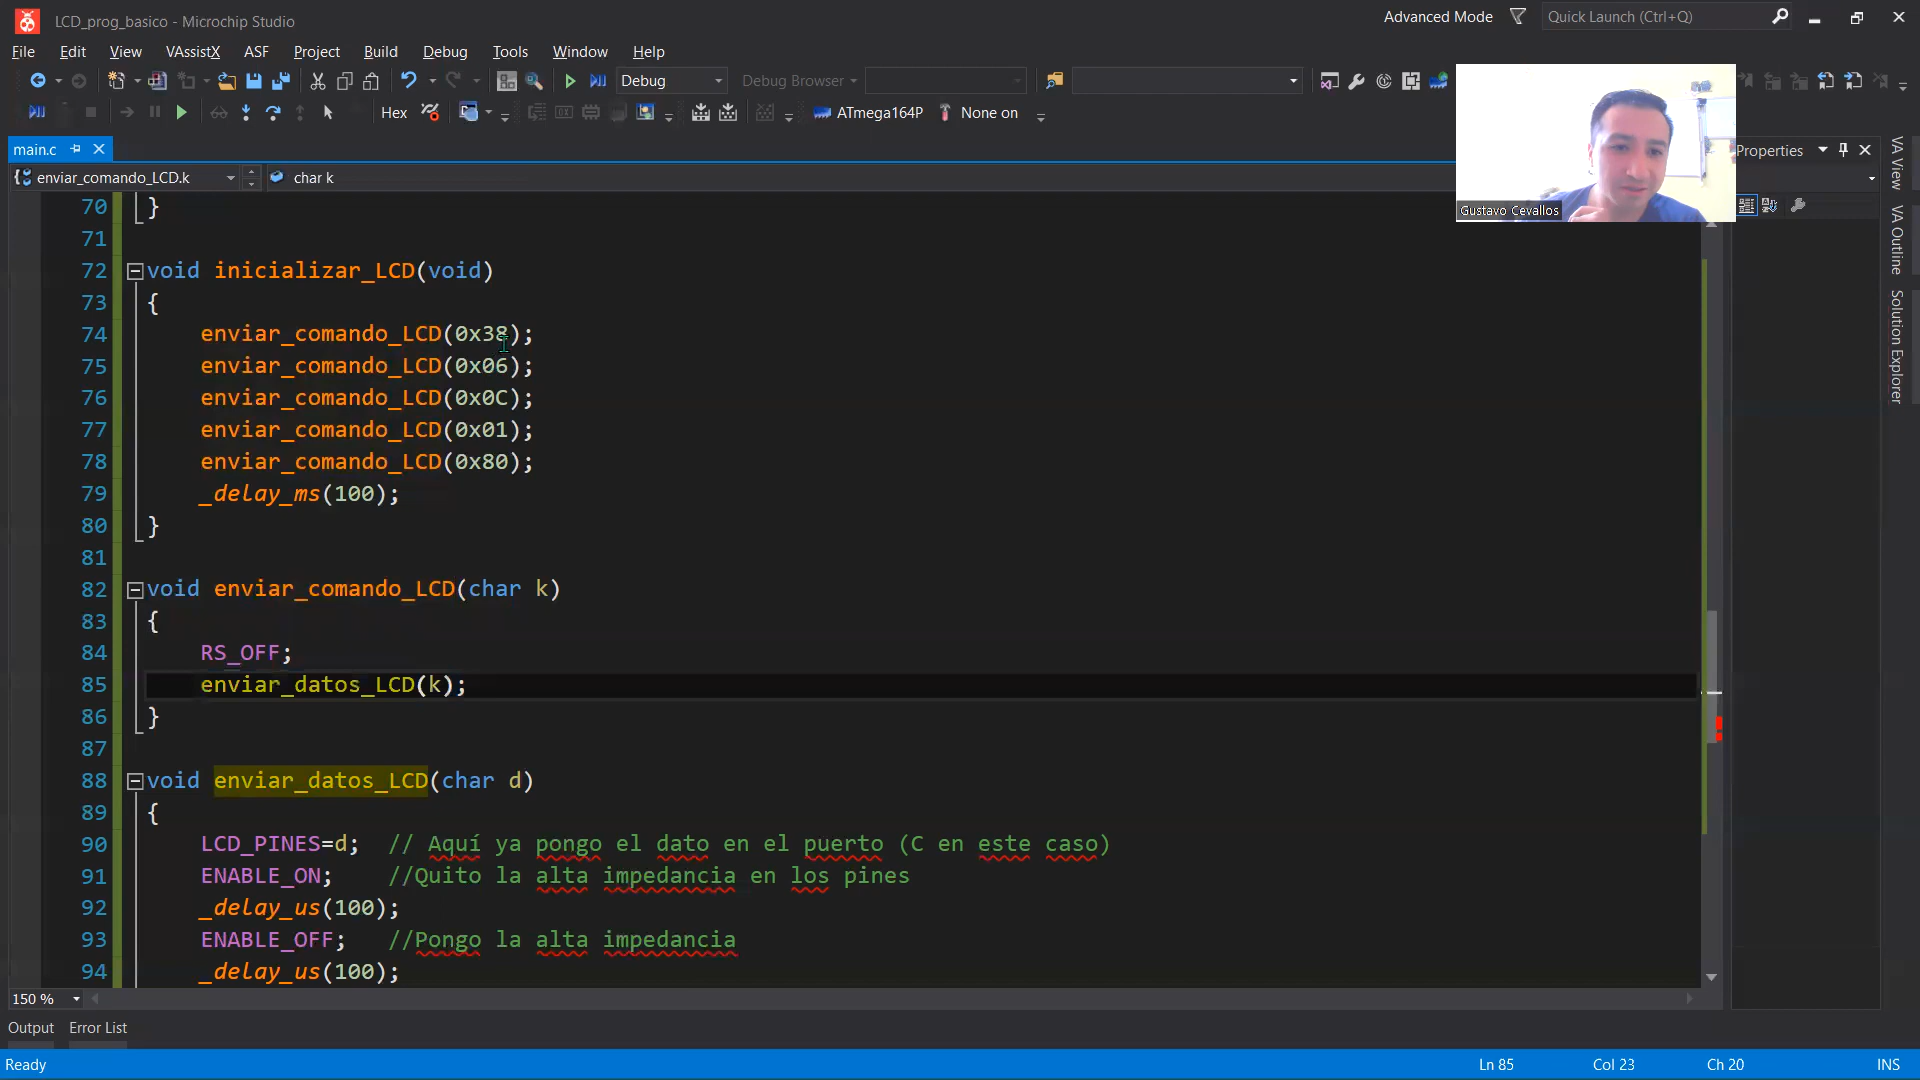 LCD_prog_basico - Microchip Studio
Advanced Mode
Quick Launch (Ctrl+Q)
File Edit View VAssistX ASF Project Build Debug Tools Window Help
Debug
Debug Browser
Hex
ATmega164P
None on
main.c
enviar_comando_LCD.k
char k
Gustavo Cevallos
Properties
VA View
VA Outline
Solution Explorer
70 }
71
72 void inicializar_LCD(void)
73 {
74 enviar_comando_LCD(0x38);
75 enviar_comando_LCD(0x06);
76 enviar_comando_LCD(0x0C);
77 enviar_comando_LCD(0x01);
78 enviar_comando_LCD(0x80);
79 _delay_ms(100);
80 }
81
82 void enviar_comando_LCD(char k)
83 {
84 RS_OFF;
85 enviar_datos_LCD(k);
86 }
87
88 void enviar_datos_LCD(char d)
89 {
90 LCD_PINES=d; // Aquí ya pongo el dato en el puerto (C en este caso)
91 ENABLE_ON; //Quito la alta impedancia en los pines
92 _delay_us(100);
93 ENABLE_OFF; //Pongo la alta impedancia
94 _delay_us(100);
150 %
Output Error List
Ready
Ln 85 Col 23 Ch 20 INS